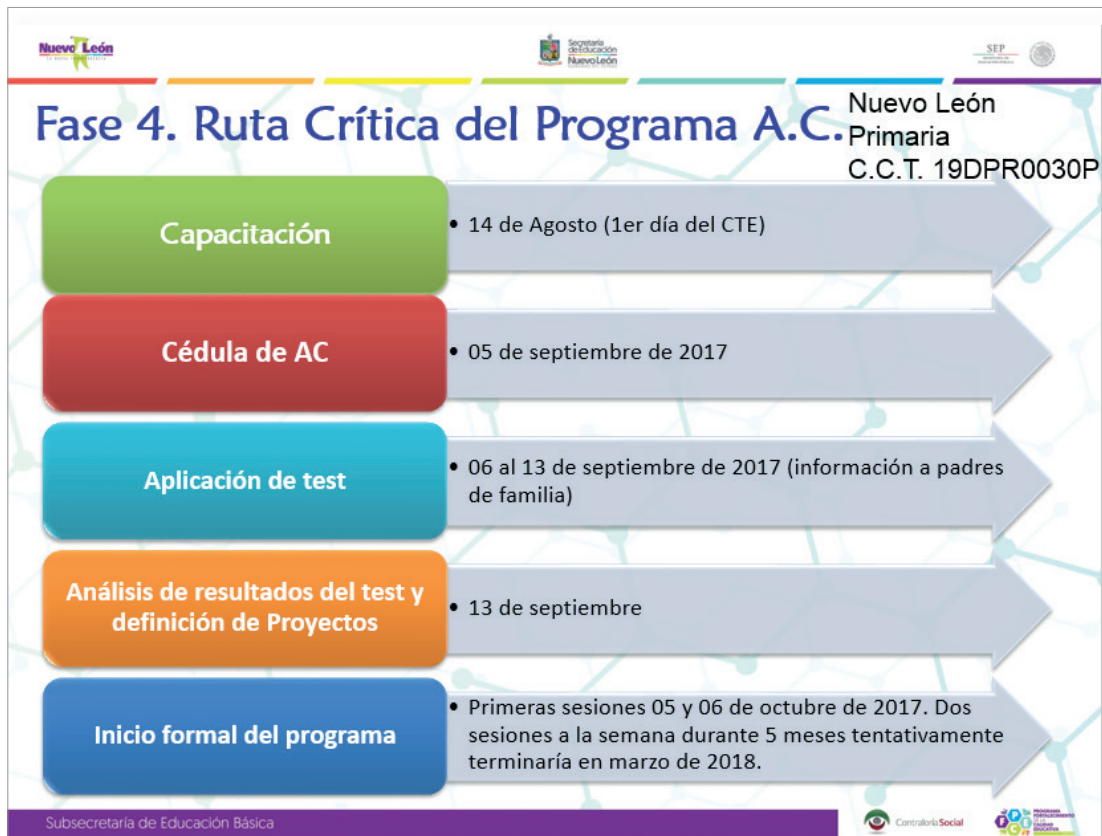 Nuevo León
Secretaría
de Educación
Nuevo León
SEP
Fase 4. Ruta Crítica del Programa A.C.
Nuevo León
Primaria
C.C.T. 19DPR0030P
Capacitación
• 14 de Agosto (1er día del CTE)
Cédula de AC
• 05 de septiembre de 2017
Aplicación de test
• 06 al 13 de septiembre de 2017 (información a padres
de familia)
Análisis de resultados del test y
definición de Proyectos
• 13 de septiembre
Inicio formal del programa
• Primeras sesiones 05 y 06 de octubre de 2017. Dos
sesiones a la semana durante 5 meses tentativamente
terminaría en marzo de 2018.
Subsecretaría de Educación Básica
Contraloría Social
PROGRAMA
FORTALECIMIENTO
CALIDAD
EDUCATIVA